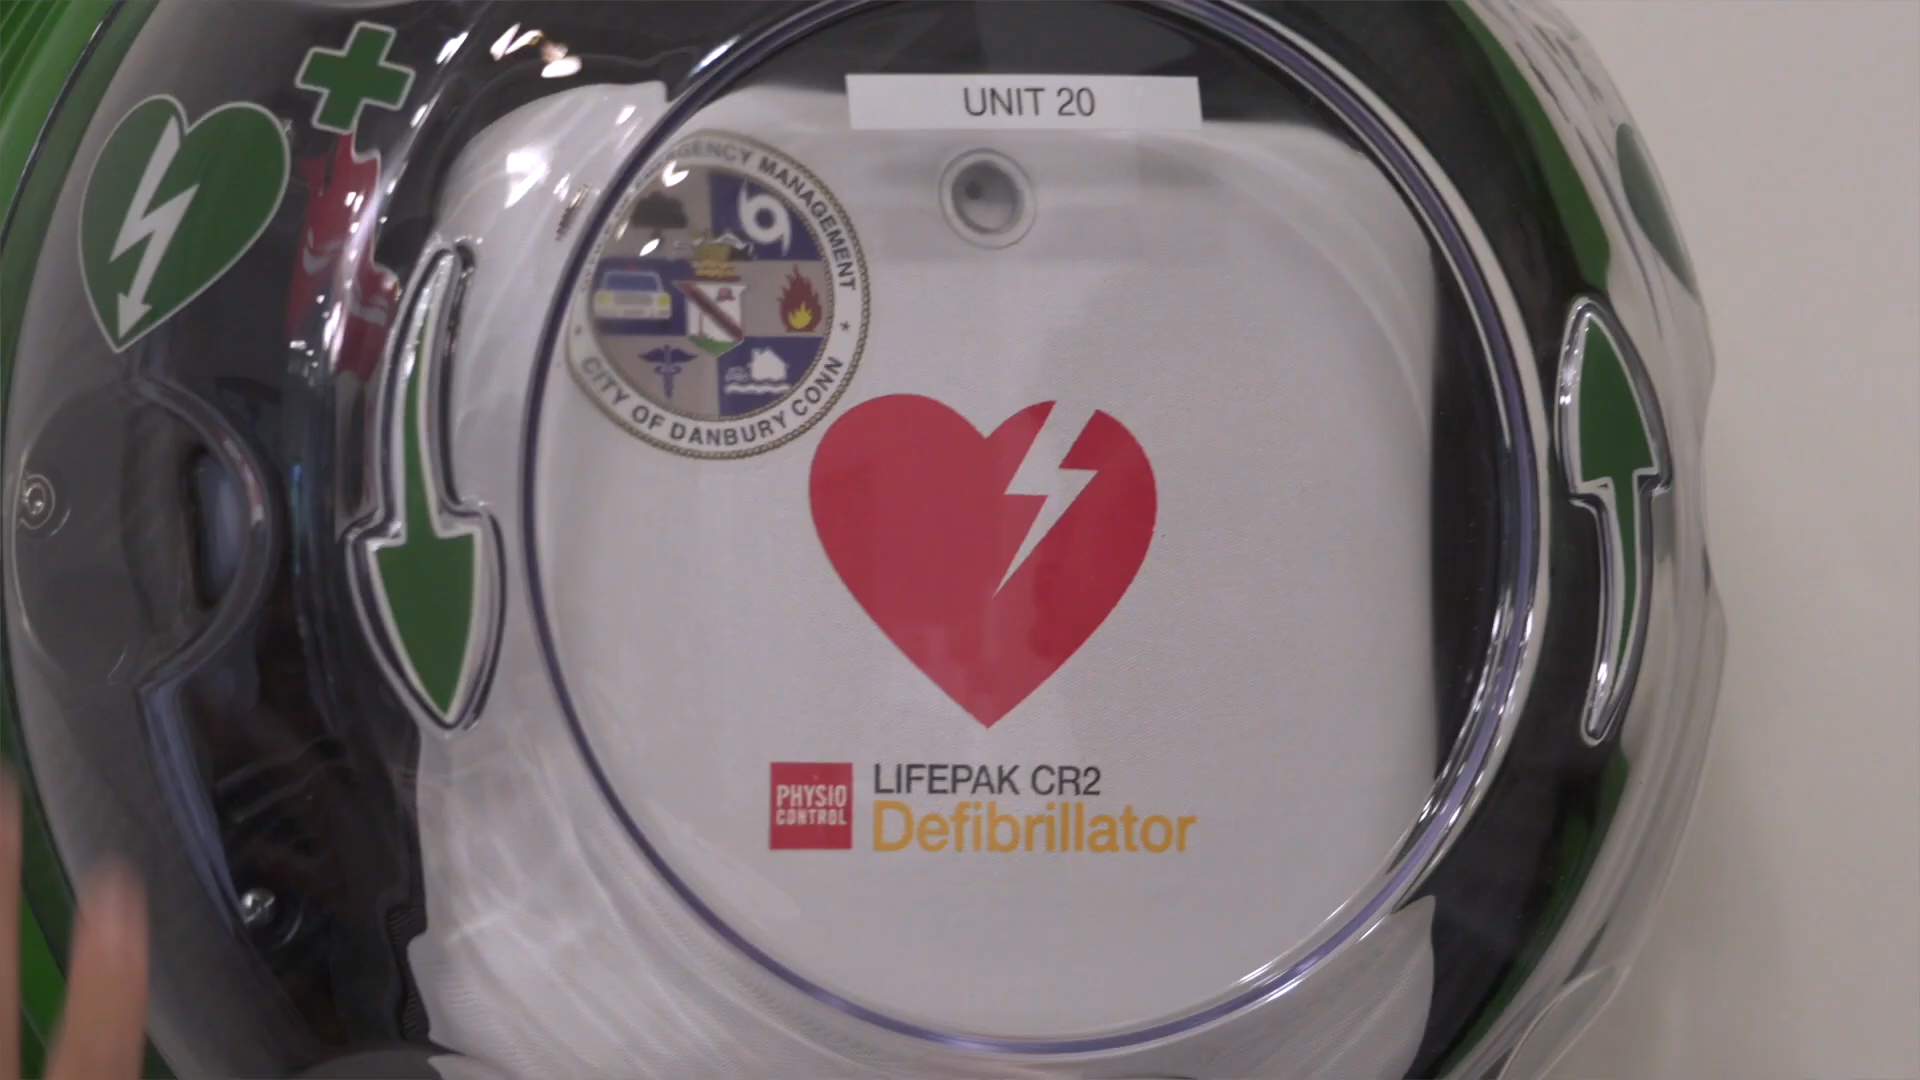 UNIT 20
EMERGENCY MANAGEMENT
CITY OF DANBURY CONN
PHYSIO
CONTROL
LIFEPAK CR2
Defibrillator